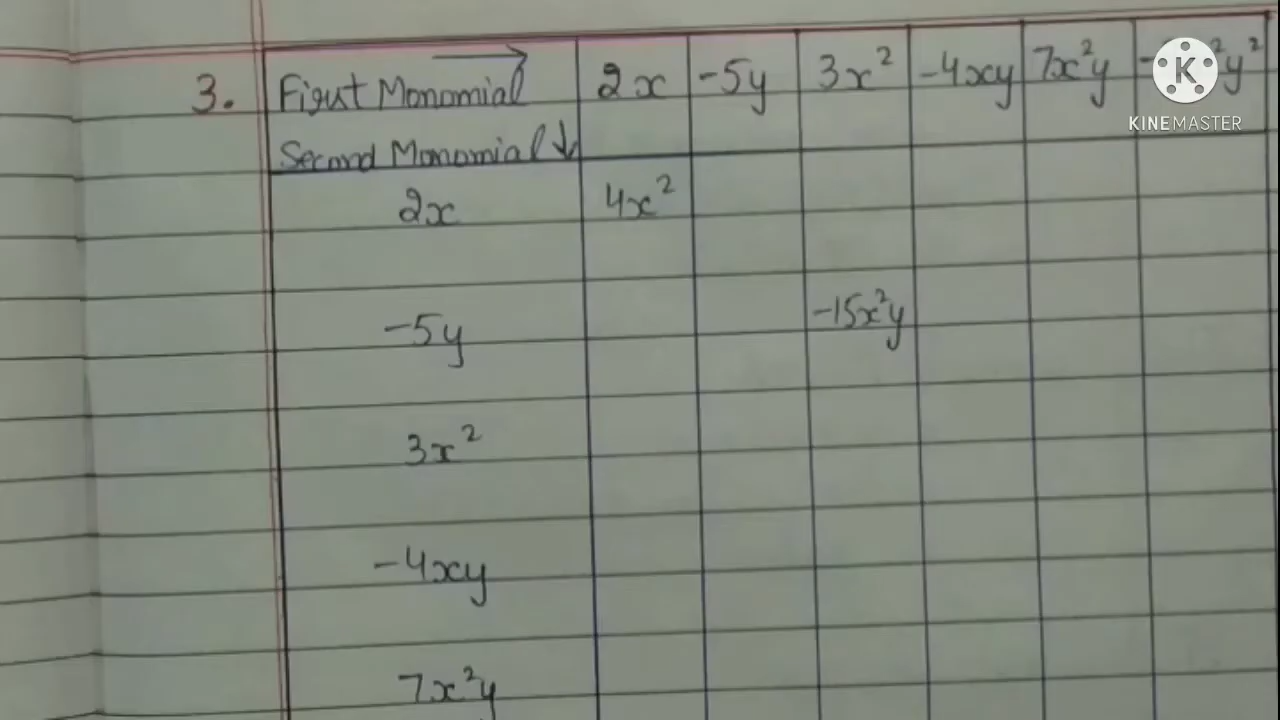 3. First Monomial → 2x -5y 3x² -4xy 7x²y
Second Monomial ↓
2x 4x²
-5y -15x²y
3x²
-4xy
7x²y
K
KINEMASTER